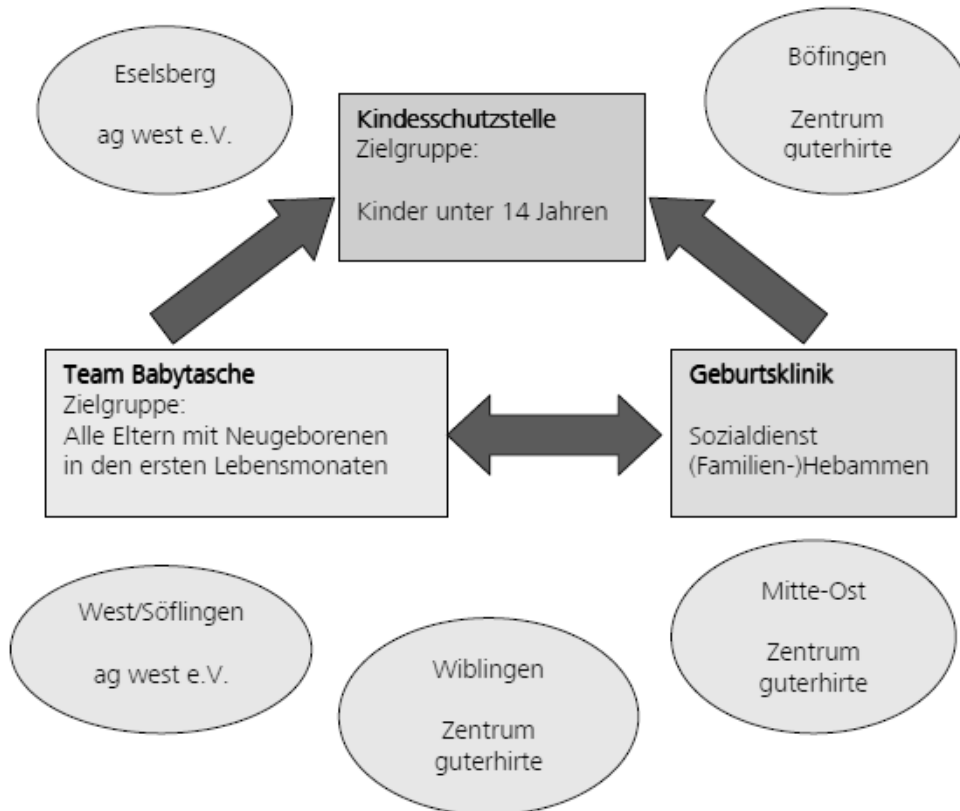 Eselsberg
ag west e.V.
Böfingen
Zentrum
guterhirte
Kindesschutzstelle
Zielgruppe:
Kinder unter 14 Jahren
Team Babytasche
Zielgruppe:
Alle Eltern mit Neugeborenen
in den ersten Lebensmonaten
Geburtsklinik
Sozialdienst
(Familien-)Hebammen
West/Söflingen
ag west e.V.
Wiblingen
Zentrum
guterhirte
Mitte-Ost
Zentrum
guterhirte